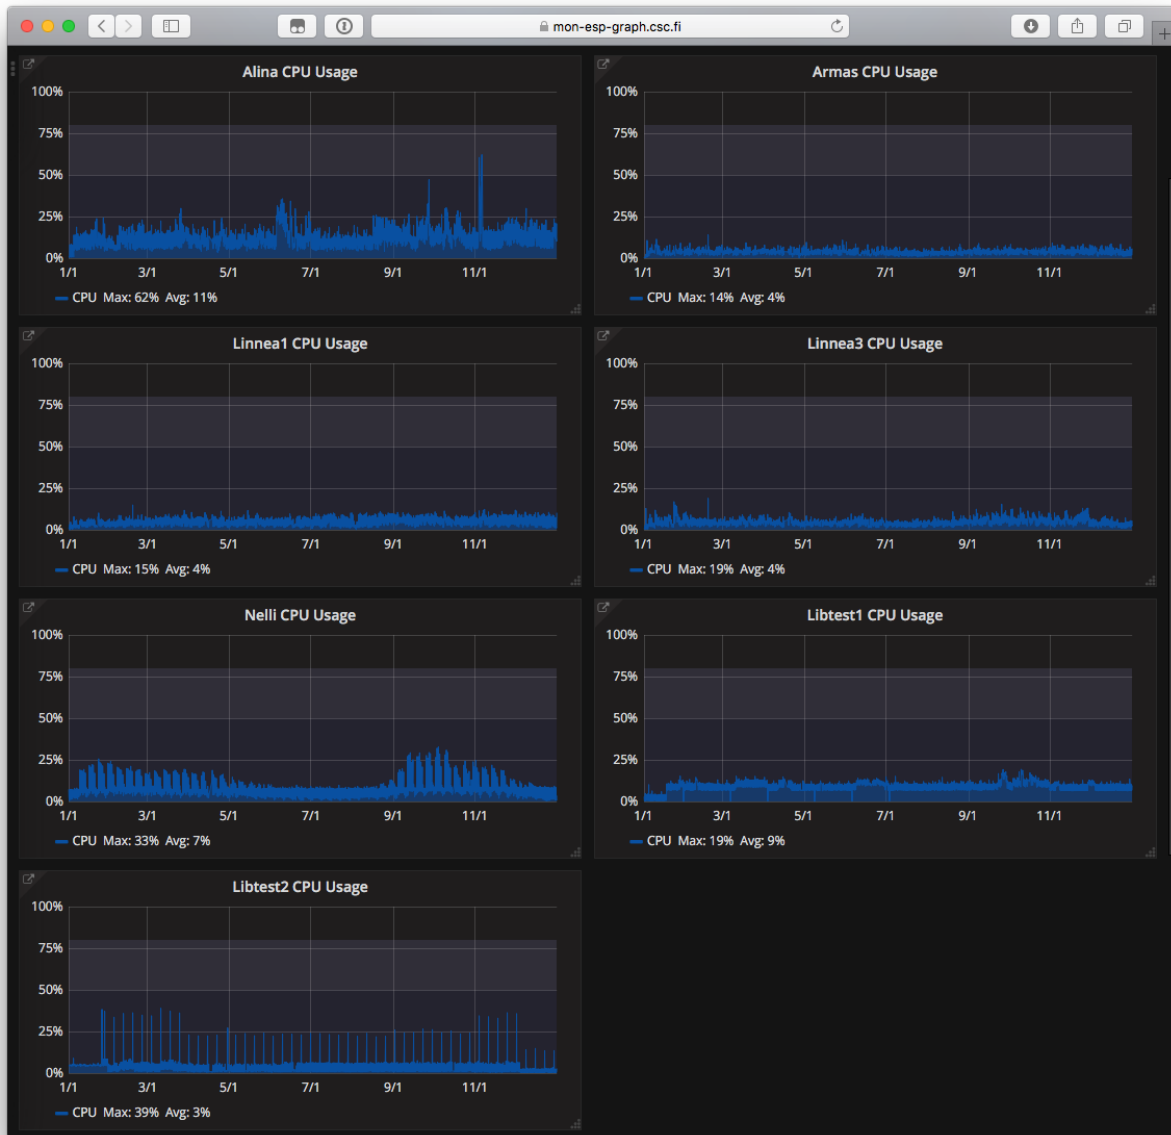 mon-esp-graph.csc.fi
Alina CPU Usage
100%
75%
50%
25%
0%
1/1 3/1 5/1 7/1 9/1 11/1
CPU Max: 62% Avg: 11%
Armas CPU Usage
100%
75%
50%
25%
0%
1/1 3/1 5/1 7/1 9/1 11/1
CPU Max: 14% Avg: 4%
Linnea1 CPU Usage
100%
75%
50%
25%
0%
1/1 3/1 5/1 7/1 9/1 11/1
CPU Max: 15% Avg: 4%
Linnea3 CPU Usage
100%
75%
50%
25%
0%
1/1 3/1 5/1 7/1 9/1 11/1
CPU Max: 19% Avg: 4%
Nelli CPU Usage
100%
75%
50%
25%
0%
1/1 3/1 5/1 7/1 9/1 11/1
CPU Max: 33% Avg: 7%
Libtest1 CPU Usage
100%
75%
50%
25%
0%
1/1 3/1 5/1 7/1 9/1 11/1
CPU Max: 19% Avg: 9%
Libtest2 CPU Usage
100%
75%
50%
25%
0%
1/1 3/1 5/1 7/1 9/1 11/1
CPU Max: 39% Avg: 3%